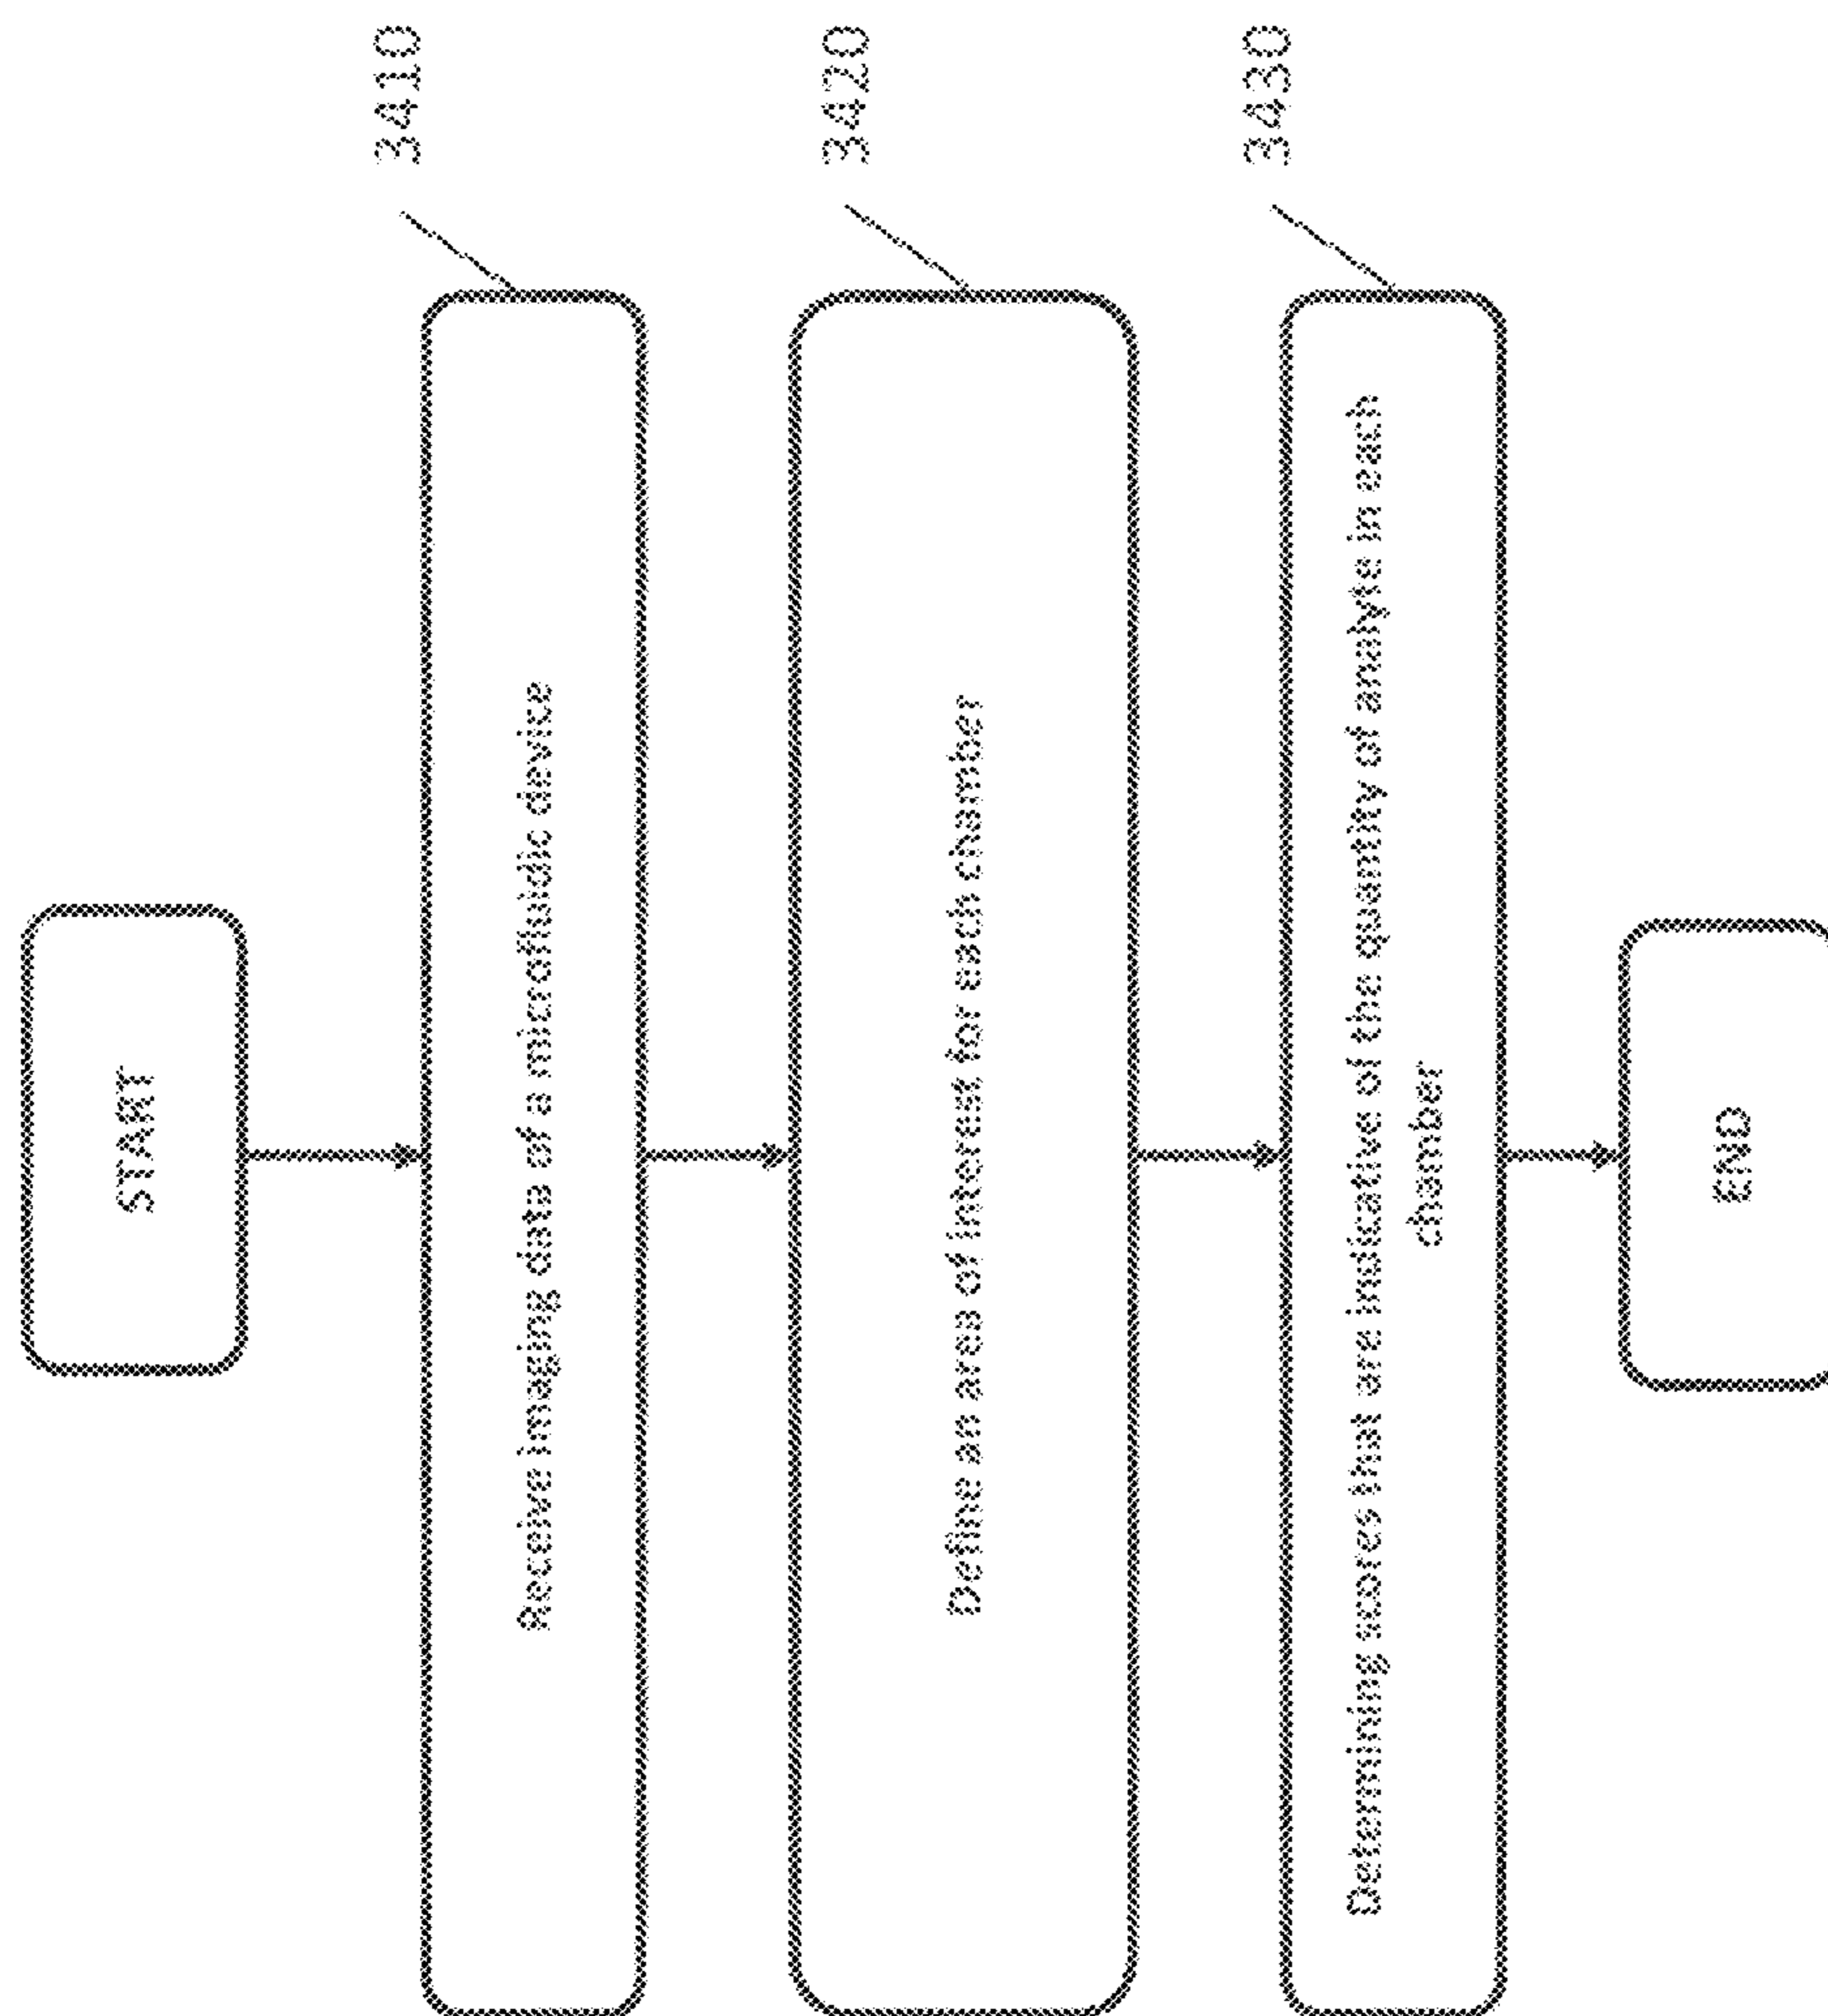 START
3410
Receive imaging data of a microfluidic device
3420
Define an area of interest for each chamber
3430
Determining scores that are indicative of the quantity of analyte in each
chamber
END